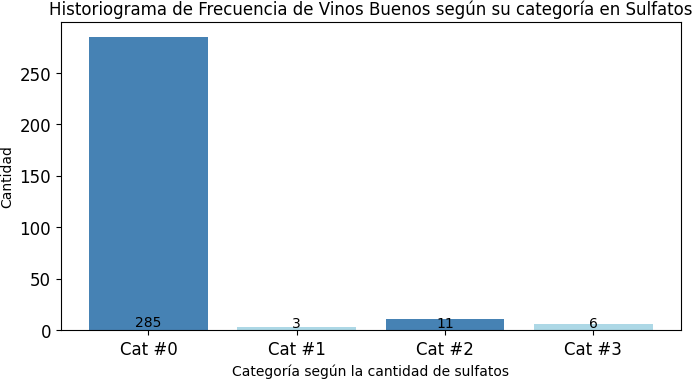 Historiograma de Frecuencia de Vinos Buenos según su categoría en Sulfatos
Cantidad
250
200
150
100
50
0
285
3
11
6
Cat #0
Cat #1
Cat #2
Cat #3
Categoría según la cantidad de sulfatos